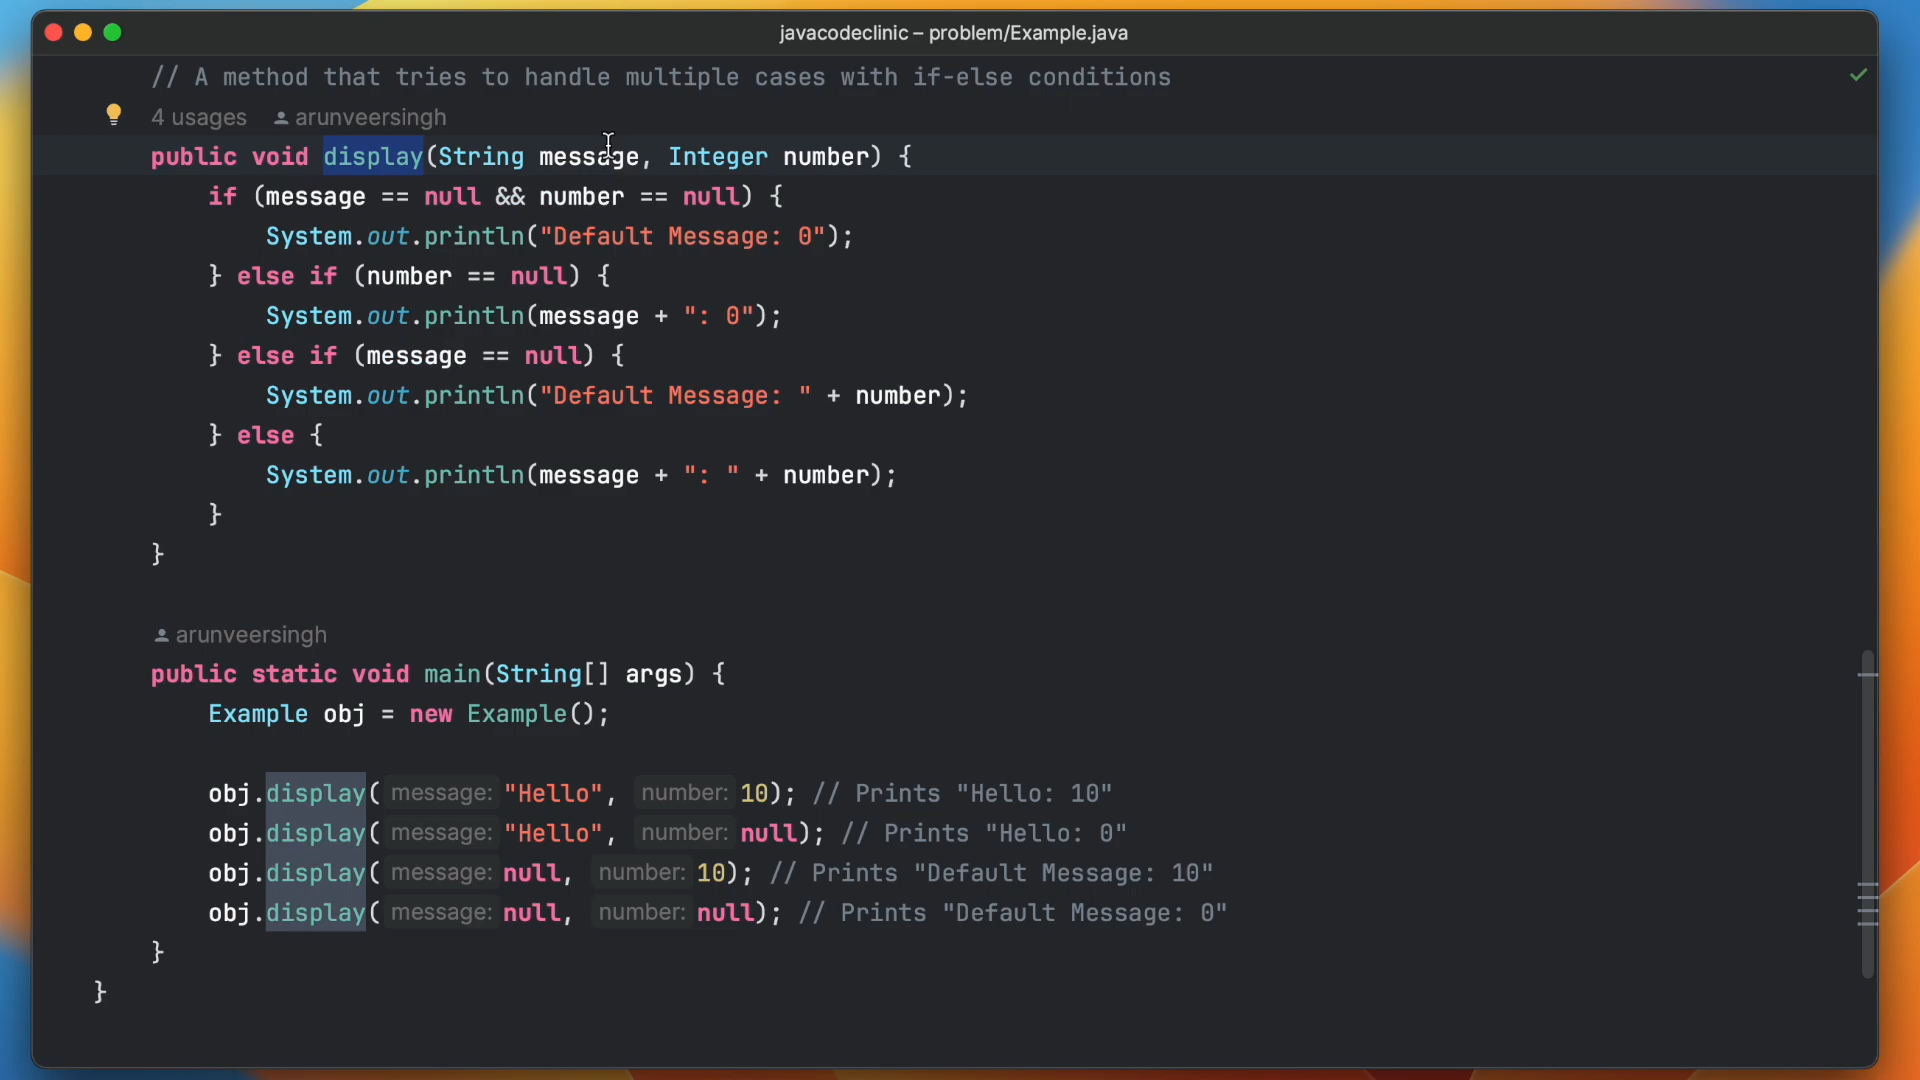 javacodeclinic – problem/Example.java
// A method that tries to handle multiple cases with if-else conditions
4 usages arunveersingh
public void display(String message, Integer number) {
if (message == null && number == null) {
System.out.println("Default Message: 0");
} else if (number == null) {
System.out.println(message + ": 0");
} else if (message == null) {
System.out.println("Default Message: " + number);
} else {
System.out.println(message + ": " + number);
}
}
arunveersingh
public static void main(String[] args) {
Example obj = new Example();
obj.display( message: "Hello", number: 10); // Prints "Hello: 10"
obj.display( message: "Hello", number: null); // Prints "Hello: 0"
obj.display( message: null, number: 10); // Prints "Default Message: 10"
obj.display( message: null, number: null); // Prints "Default Message: 0"
}
}